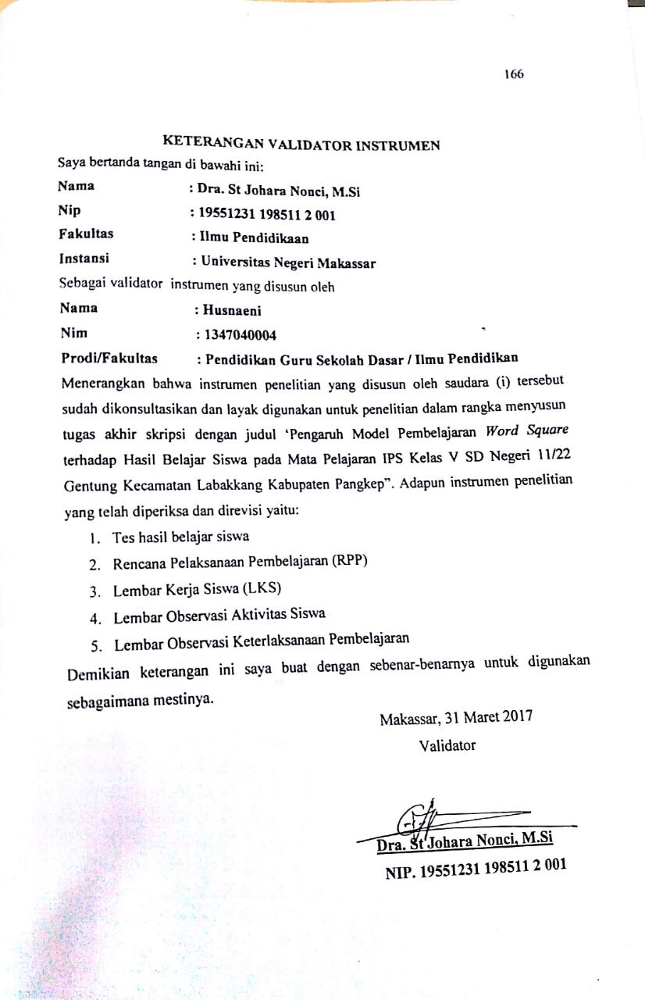 166
KETERANGAN VALIDATOR INSTRUMEN
Saya bertanda tangan di bawahi ini:
Nama : Dra. St Johara Nonci, M.Si
Nip : 19551231 198511 2 001
Fakultas : Ilmu Pendidikaan
Instansi : Universitas Negeri Makassar
Sebagai validator instrumen yang disusun oleh
Nama : Husnaeni
Nim : 1347040004
Prodi/Fakultas : Pendidikan Guru Sekolah Dasar / Ilmu Pendidikan
Menerangkan bahwa instrumen penelitian yang disusun oleh saudara (i) tersebut
sudah dikonsultasikan dan layak digunakan untuk penelitian dalam rangka menyusun
tugas akhir skripsi dengan judul ‘Pengaruh Model Pembelajaran Word Square
terhadap Hasil Belajar Siswa pada Mata Pelajaran IPS Kelas V SD Negeri 11/22
Gentung Kecamatan Labakkang Kabupaten Pangkep”. Adapun instrumen penelitian
yang telah diperiksa dan direvisi yaitu:
1. Tes hasil belajar siswa
2. Rencana Pelaksanaan Pembelajaran (RPP)
3. Lembar Kerja Siswa (LKS)
4. Lembar Observasi Aktivitas Siswa
5. Lembar Observasi Keterlaksanaan Pembelajaran
Demikian keterangan ini saya buat dengan sebenar-benarnya untuk digunakan
sebagaimana mestinya.
Makassar, 31 Maret 2017
Validator
Dra. St Johara Nonci, M.Si
NIP. 19551231 198511 2 001